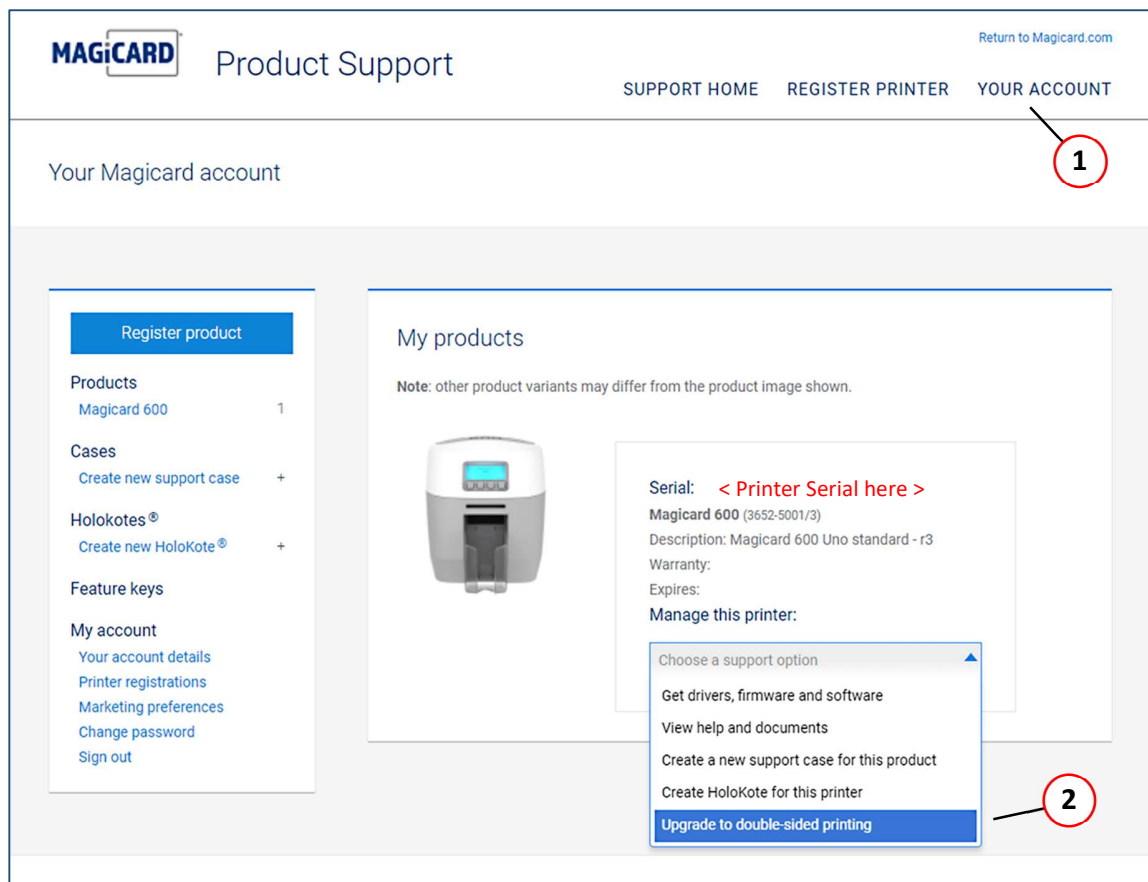 MAGiCARD
Product Support
Return to Magicard.com
SUPPORT HOME REGISTER PRINTER YOUR ACCOUNT
1
Your Magicard account
Register product
Products
Magicard 600 1
Cases
Create new support case +
Holokotes ®
Create new HoloKote ® +
Feature keys
My account
Your account details
Printer registrations
Marketing preferences
Change password
Sign out
My products
Note: other product variants may differ from the product image shown.
Serial: < Printer Serial here >
Magicard 600 (3652-5001/3)
Description: Magicard 600 Uno standard - r3
Warranty:
Expires:
Manage this printer:
Choose a support option
Get drivers, firmware and software
View help and documents
Create a new support case for this product
Create HoloKote for this printer
Upgrade to double-sided printing
2